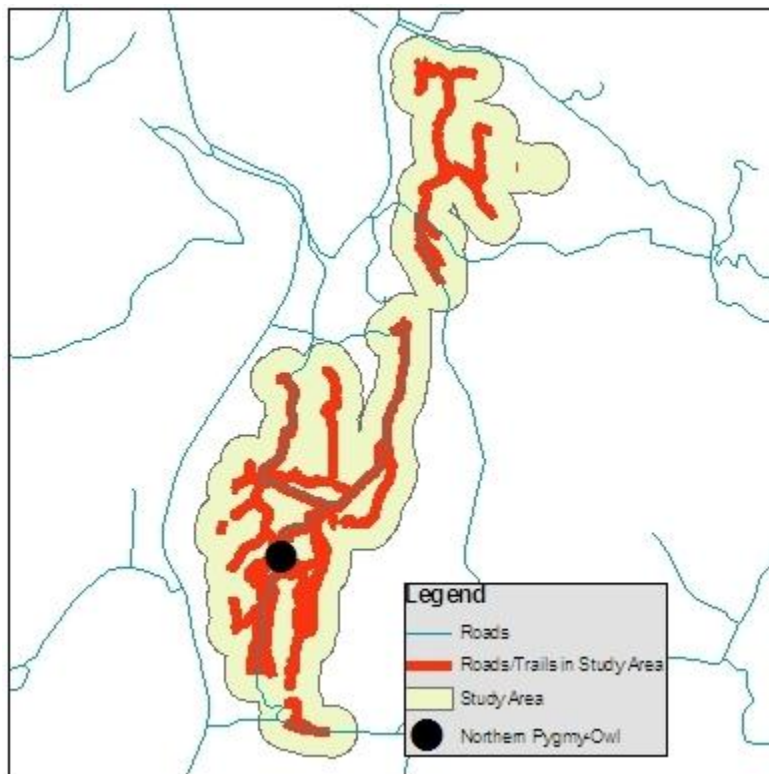 Legend
Roads
Roads/Trails in Study Area
Study Area
Northern Pygmy-Owl